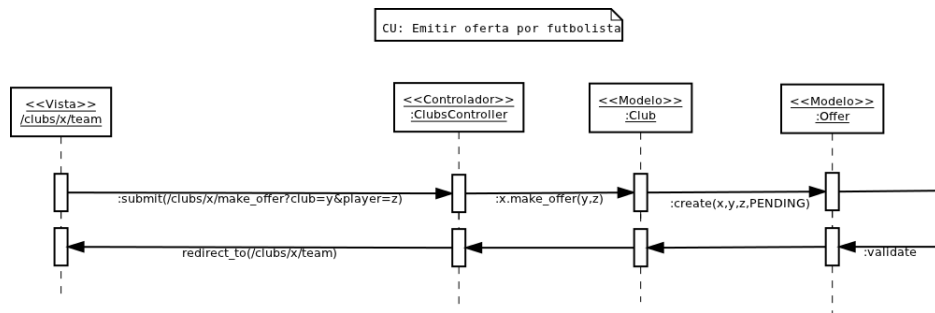 CU: Emitir oferta por futbolista
<<Vista>>
/clubs/x/team
<<Controlador>>
:ClubsController
<<Modelo>>
:Club
<<Modelo>>
:Offer
:submit(/clubs/x/make_offer?club=y&player=z)
:x.make_offer(y,z)
:create(x,y,z,PENDING)
redirect_to(/clubs/x/team)
:validate